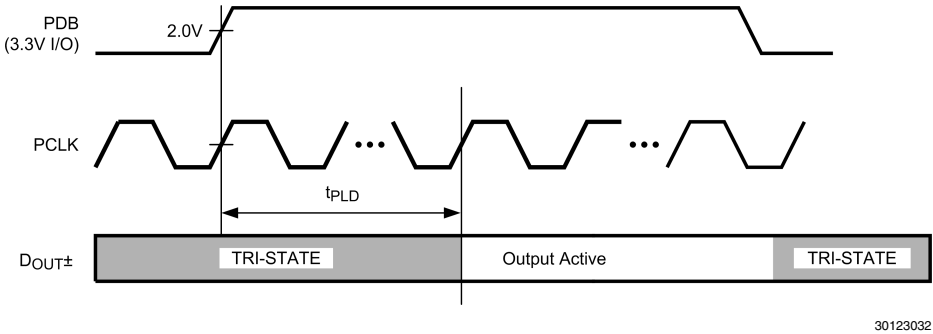 PDB
(3.3V I/O)
2.0V
PCLK
tPLD
DOUT±
TRI-STATE
Output Active
TRI-STATE
30123032